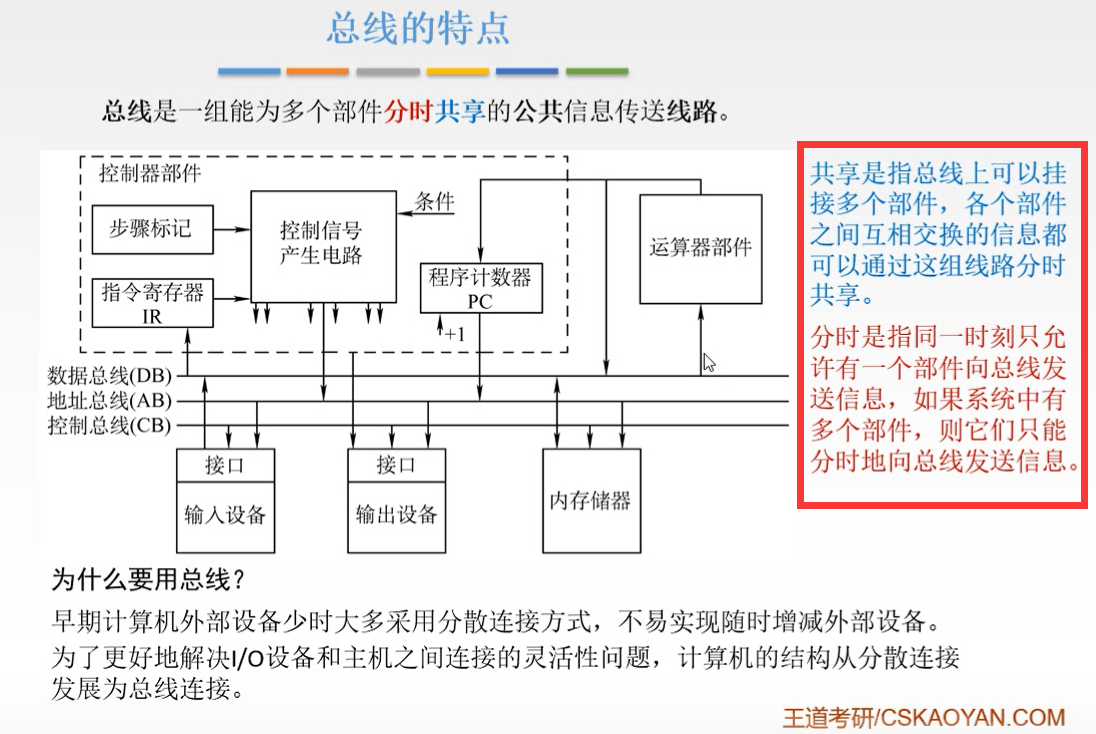 总线的特点
总线是一组能为多个部件分时共享的公共信息传送线路。
控制器部件
步骤标记
指令寄存器
IR
控制信号
产生电路
条件
程序计数器
PC
+1
运算器部件
数据总线(DB)
地址总线(AB)
控制总线(CB)
接口
输入设备
接口
输出设备
内存储器
共享是指总线上可以挂
接多个部件，各个部件
之间互相交换的信息都
可以通过这组线路分时
共享。
分时是指同一时刻只允
许有一个部件向总线发
送信息，如果系统中有
多个部件，则它们只能
分时地向总线发送信息。
为什么要用总线?
早期计算机外部设备少时大多采用分散连接方式，不易实现随时增减外部设备。
为了更好地解决I/O设备和主机之间连接的灵活性问题，计算机的结构从分散连接
发展为总线连接。
王道考研/CSKAOYAN.COM